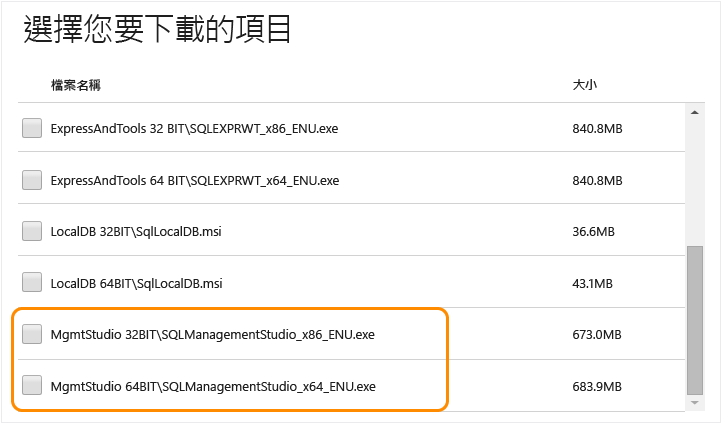 選擇您要下載的項目
檔案名稱 大小
ExpressAndTools 32 BIT\SQLEXPRWT_x86_ENU.exe 840.8MB
ExpressAndTools 64 BIT\SQLEXPRWT_x64_ENU.exe 840.8MB
LocalDB 32BIT\SqlLocalDB.msi 36.6MB
LocalDB 64BIT\SqlLocalDB.msi 43.1MB
MgmtStudio 32BIT\SQLManagementStudio_x86_ENU.exe 673.0MB
MgmtStudio 64BIT\SQLManagementStudio_x64_ENU.exe 683.9MB